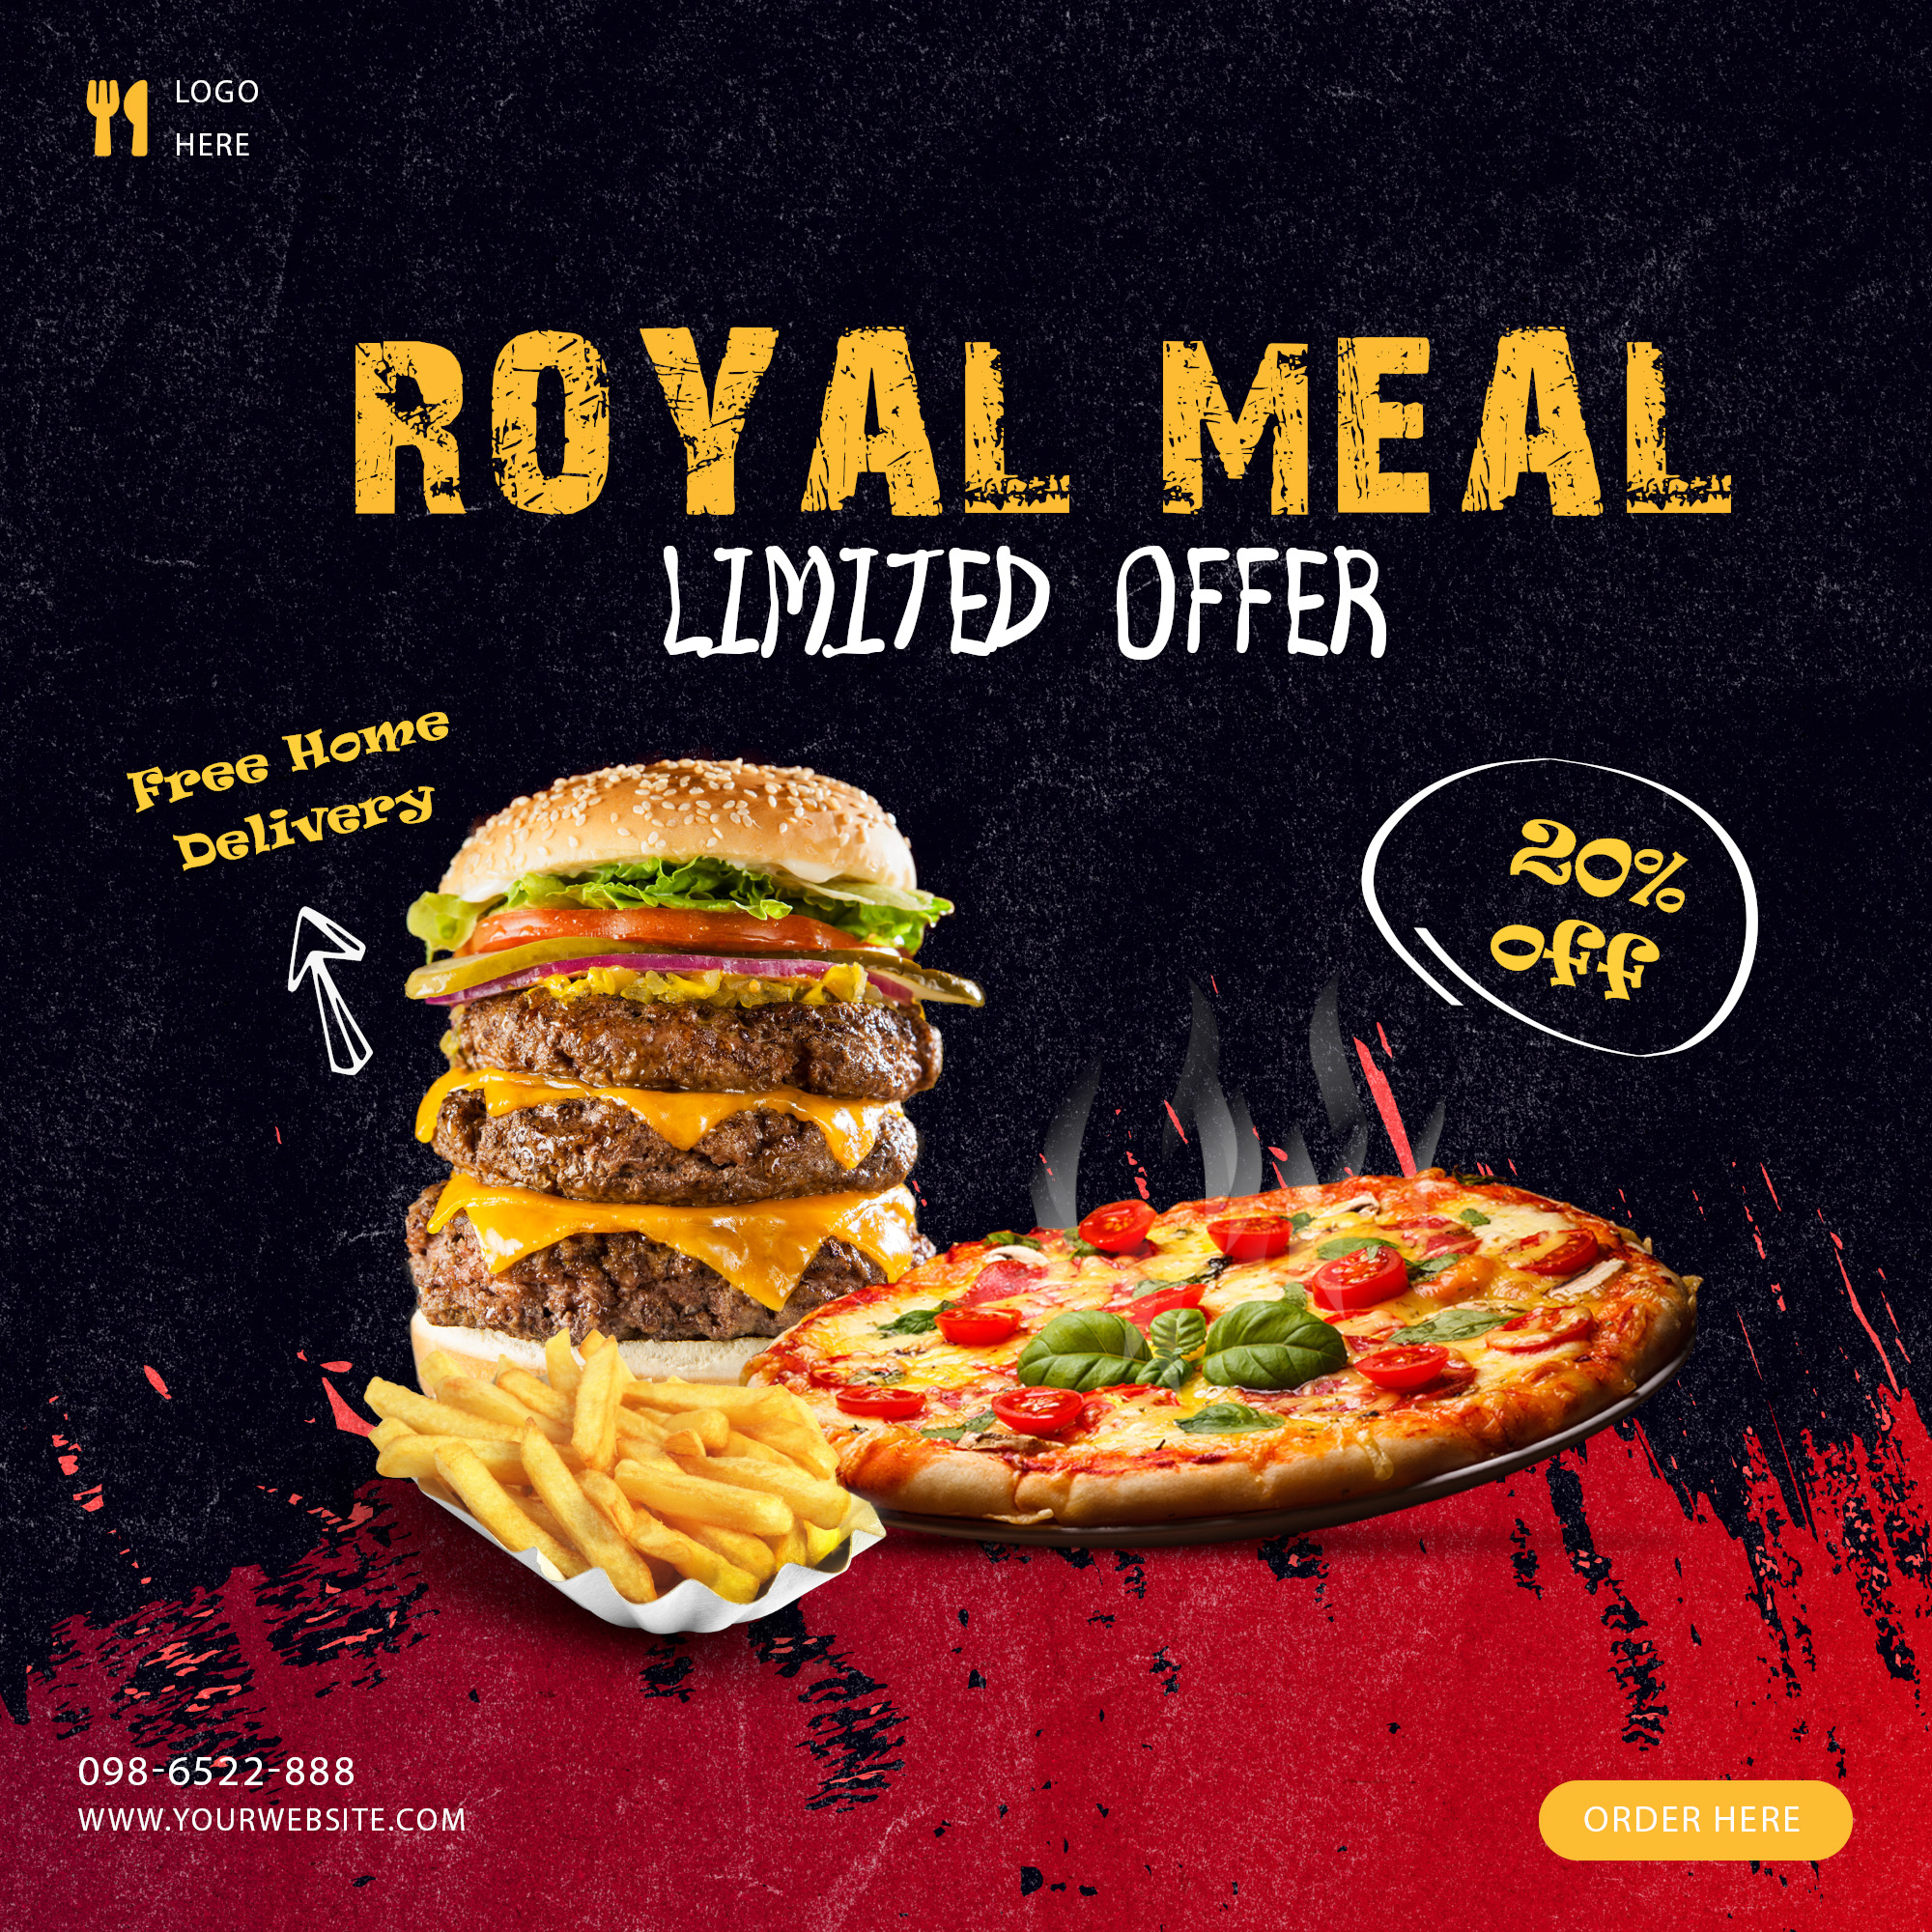 LOGO
HERE
ROYAL MEAL
LIMITED OFFER
Free Home
Delivery
20%
off
098-6522-888
WWW.YOURWEBSITE.COM
ORDER HERE